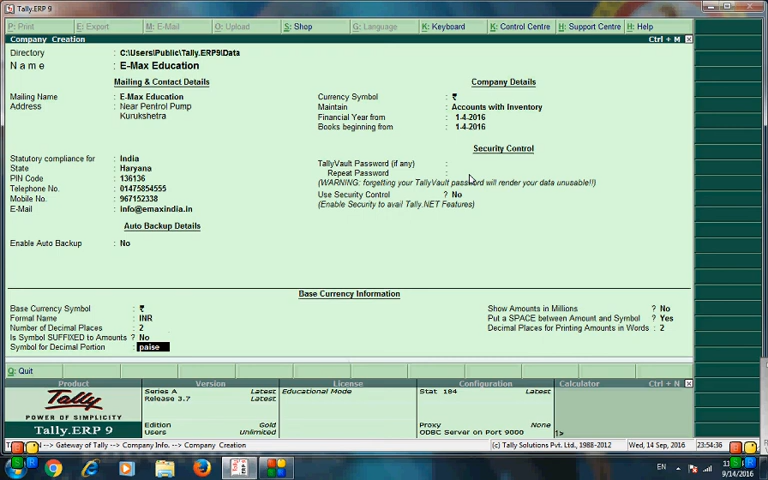 Tally.ERP 9
P: Print
E: Export
M: E-Mail
O: Upload
S: Shop
G: Language
K: Keyboard
K: Control Centre
H: Support Centre
H: Help
Company Creation
Ctrl + M
Directory : C:\Users\Public\Tally.ERP9\Data
Name : E-Max Education
Mailing & Contact Details
Company Details
Mailing Name : E-Max Education
Currency Symbol : ₹
Address : Near Pentrol Pump
Maintain : Accounts with Inventory
Kurukshetra
Financial Year from : 1-4-2016
Books beginning from : 1-4-2016
Security Control
Statutory compliance for : India
TallyVault Password (if any) :
State : Haryana
Repeat Password :
PIN Code : 136136
(WARNING: forgetting your TallyVault password will render your data unusable!!)
Telephone No. : 01475854555
Mobile No. : 967152338
Use Security Control ? No
E-Mail : info@emaxindia.in
(Enable Security to avail Tally.NET Features)
Auto Backup Details
Enable Auto Backup : No
Base Currency Information
Base Currency Symbol : ₹
Show Amounts in Millions ? No
Formal Name : INR
Put a SPACE between Amount and Symbol ? Yes
Number of Decimal Places : 2
Decimal Places for Printing Amounts in Words : 2
Is Symbol SUFFIXED to Amounts ? No
Symbol for Decimal Portion : paise
Q: Quit
Product
Version
License
Configuration
Calculator
Ctrl + N
Tally
POWER OF SIMPLICITY
Tally.ERP 9
Series A Latest
Release 3.7 Latest
Educational Mode
Stat 184 Latest
Edition Gold
Users Unlimited
Proxy None
ODBC Server on Port 9000
1>
--> Gateway of Tally --> Company Info. --> Company Creation
(c) Tally Solutions Pvt. Ltd., 1988-2012
Wed, 14 Sep, 2016
23:54:36
EN
9/14/2016